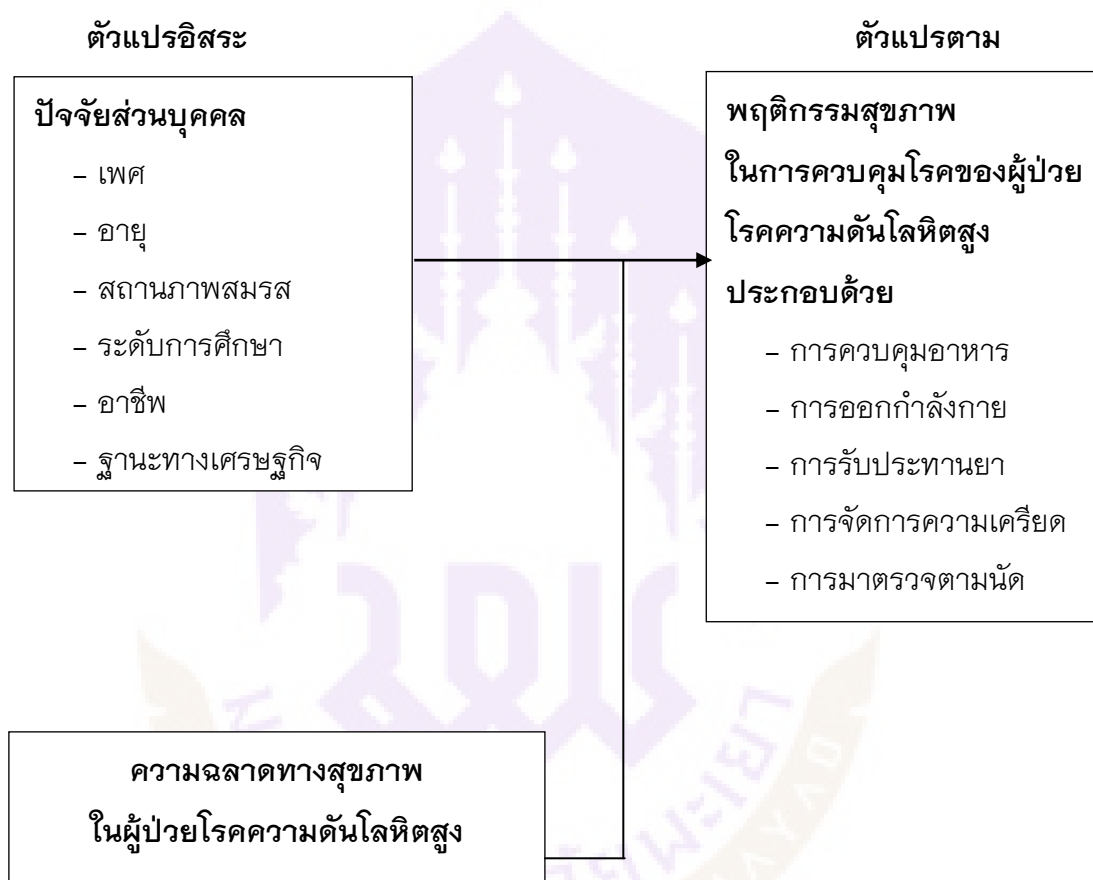 ตัวแปรอิสระ
ตัวแปรตาม
ปัจจัยส่วนบุคคล
– เพศ
– อายุ
– สถานภาพสมรส
– ระดับการศึกษา
– อาชีพ
– ฐานะทางเศรษฐกิจ
พฤติกรรมสุขภาพ
ในการควบคุมโรคของผู้ป่วย
โรคความดันโลหิตสูง
ประกอบด้วย
– การควบคุมอาหาร
– การออกกำลังกาย
– การรับประทานยา
– การจัดการความเครียด
– การมาตรวจตามนัด
ความฉลาดทางสุขภาพ
ในผู้ป่วยโรคความดันโลหิตสูง